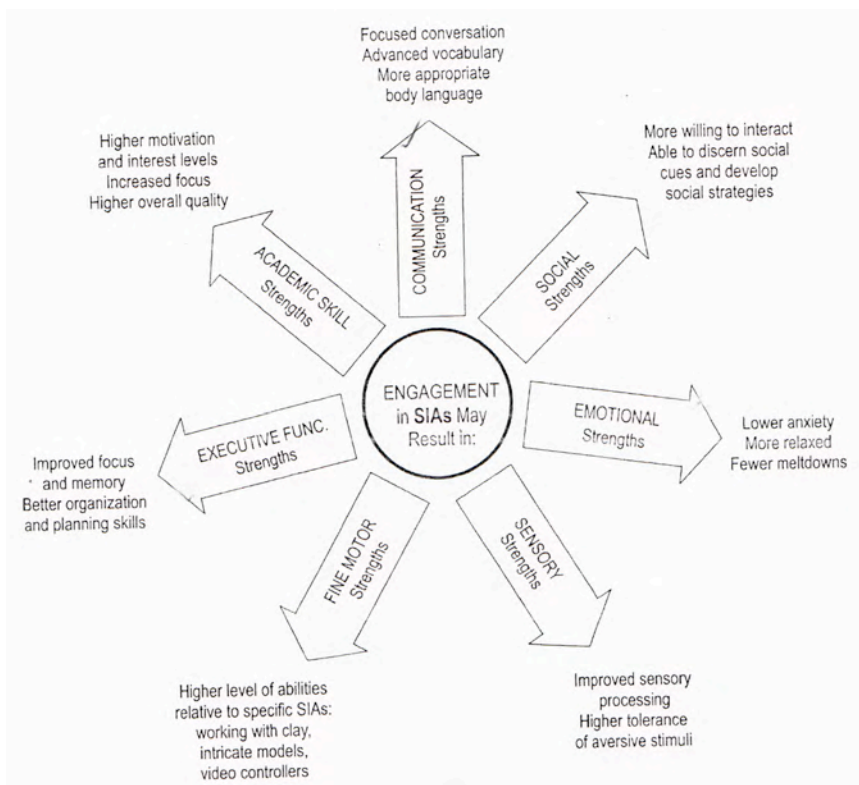 Focused conversation
Advanced vocabulary
More appropriate
body language
COMMUNICATION
Strengths
More willing to interact
Able to discern social
cues and develop
social strategies
SOCIAL
Strengths
Lower anxiety
More relaxed
Fewer meltdowns
EMOTIONAL
Strengths
Improved sensory
processing
Higher tolerance
of aversive stimuli
SENSORY
Strengths
Higher level of abilities
relative to specific SIAs:
working with clay,
intricate models,
video controllers
FINE MOTOR
Strengths
Improved focus
and memory
Better organization
and planning skills
EXECUTIVE FUNC.
Strengths
Higher motivation
and interest levels
Increased focus
Higher overall quality
ACADEMIC SKILL
Strengths
ENGAGEMENT
in SIAs May
Result in: